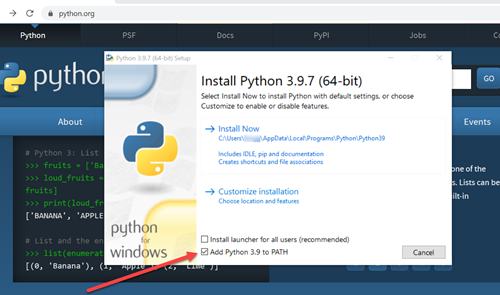 python.org
Python
PSF
Docs
PyPI
Jobs
Python 3.9.7 (64-bit) Setup
python
GO
Install Python 3.9.7 (64-bit)
Select Install Now to install Python with default settings, or choose
Customize to enable or disable features.
About
Events
Install Now
C:\Users\AppData\Local\Programs\Python\Python39
Includes IDLE, pip and documentation
Creates shortcuts and file associations
Customize installation
Choose location and features
# Python 3: List
>>> fruits = ['Ba
>>> loud_fruits =
fruits]
>>> print(loud_f
['BANANA', 'APPLE
# List and the en
>>> list(enumerat
[(0, 'Banana'), (1, 'Apple'), (2, 'Lime')]
one of the
. Lists can be
ilt-in
python
for
windows
Install launcher for all users (recommended)
Add Python 3.9 to PATH
Cancel